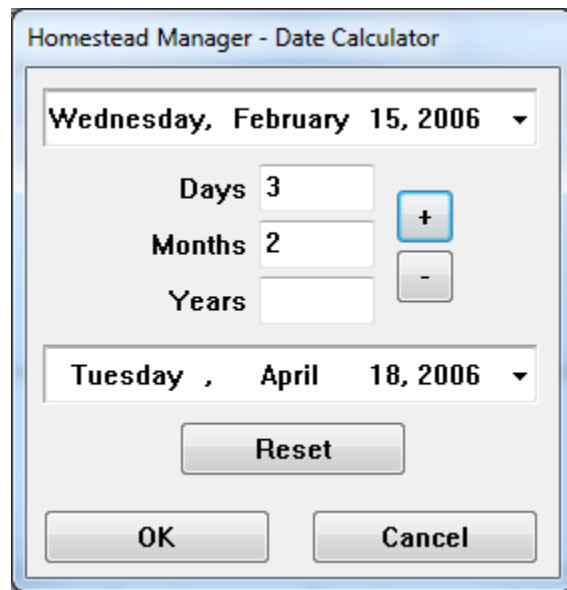 Homestead Manager - Date Calculator
Wednesday, February 15, 2006
Days 3
+
Months 2
-
Years
Tuesday , April 18, 2006
Reset
OK Cancel